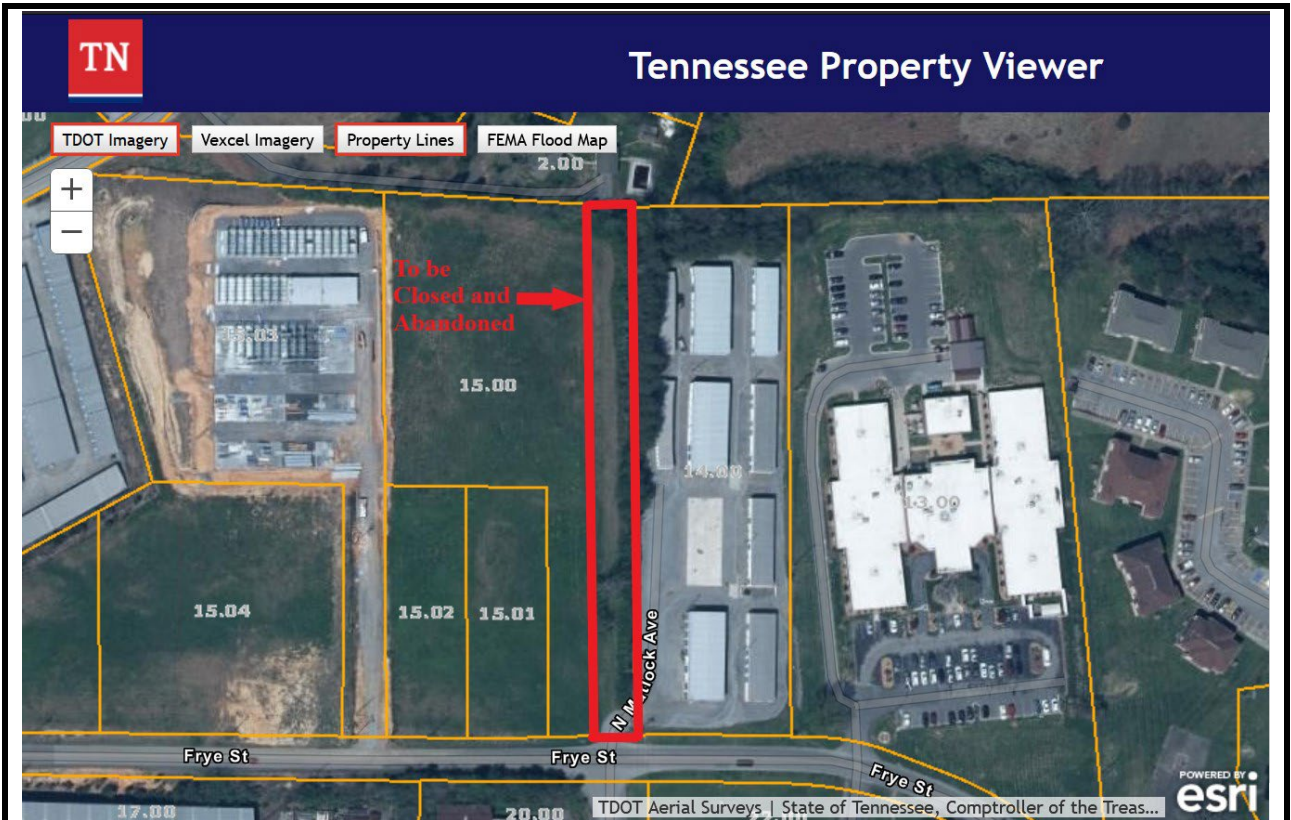 TN
Tennessee Property Viewer
TDOT Imagery
Vexcel Imagery
Property Lines
FEMA Flood Map
2.00
+
−
To be
Closed and
Abandoned
15.03
15.00
14.00
13.00
15.04
15.02
15.01
N Matlock Ave
Frye St
Frye St
Frye St
17.00
20.00
POWERED BY
esri
TDOT Aerial Surveys | State of Tennessee, Comptroller of the Treas...